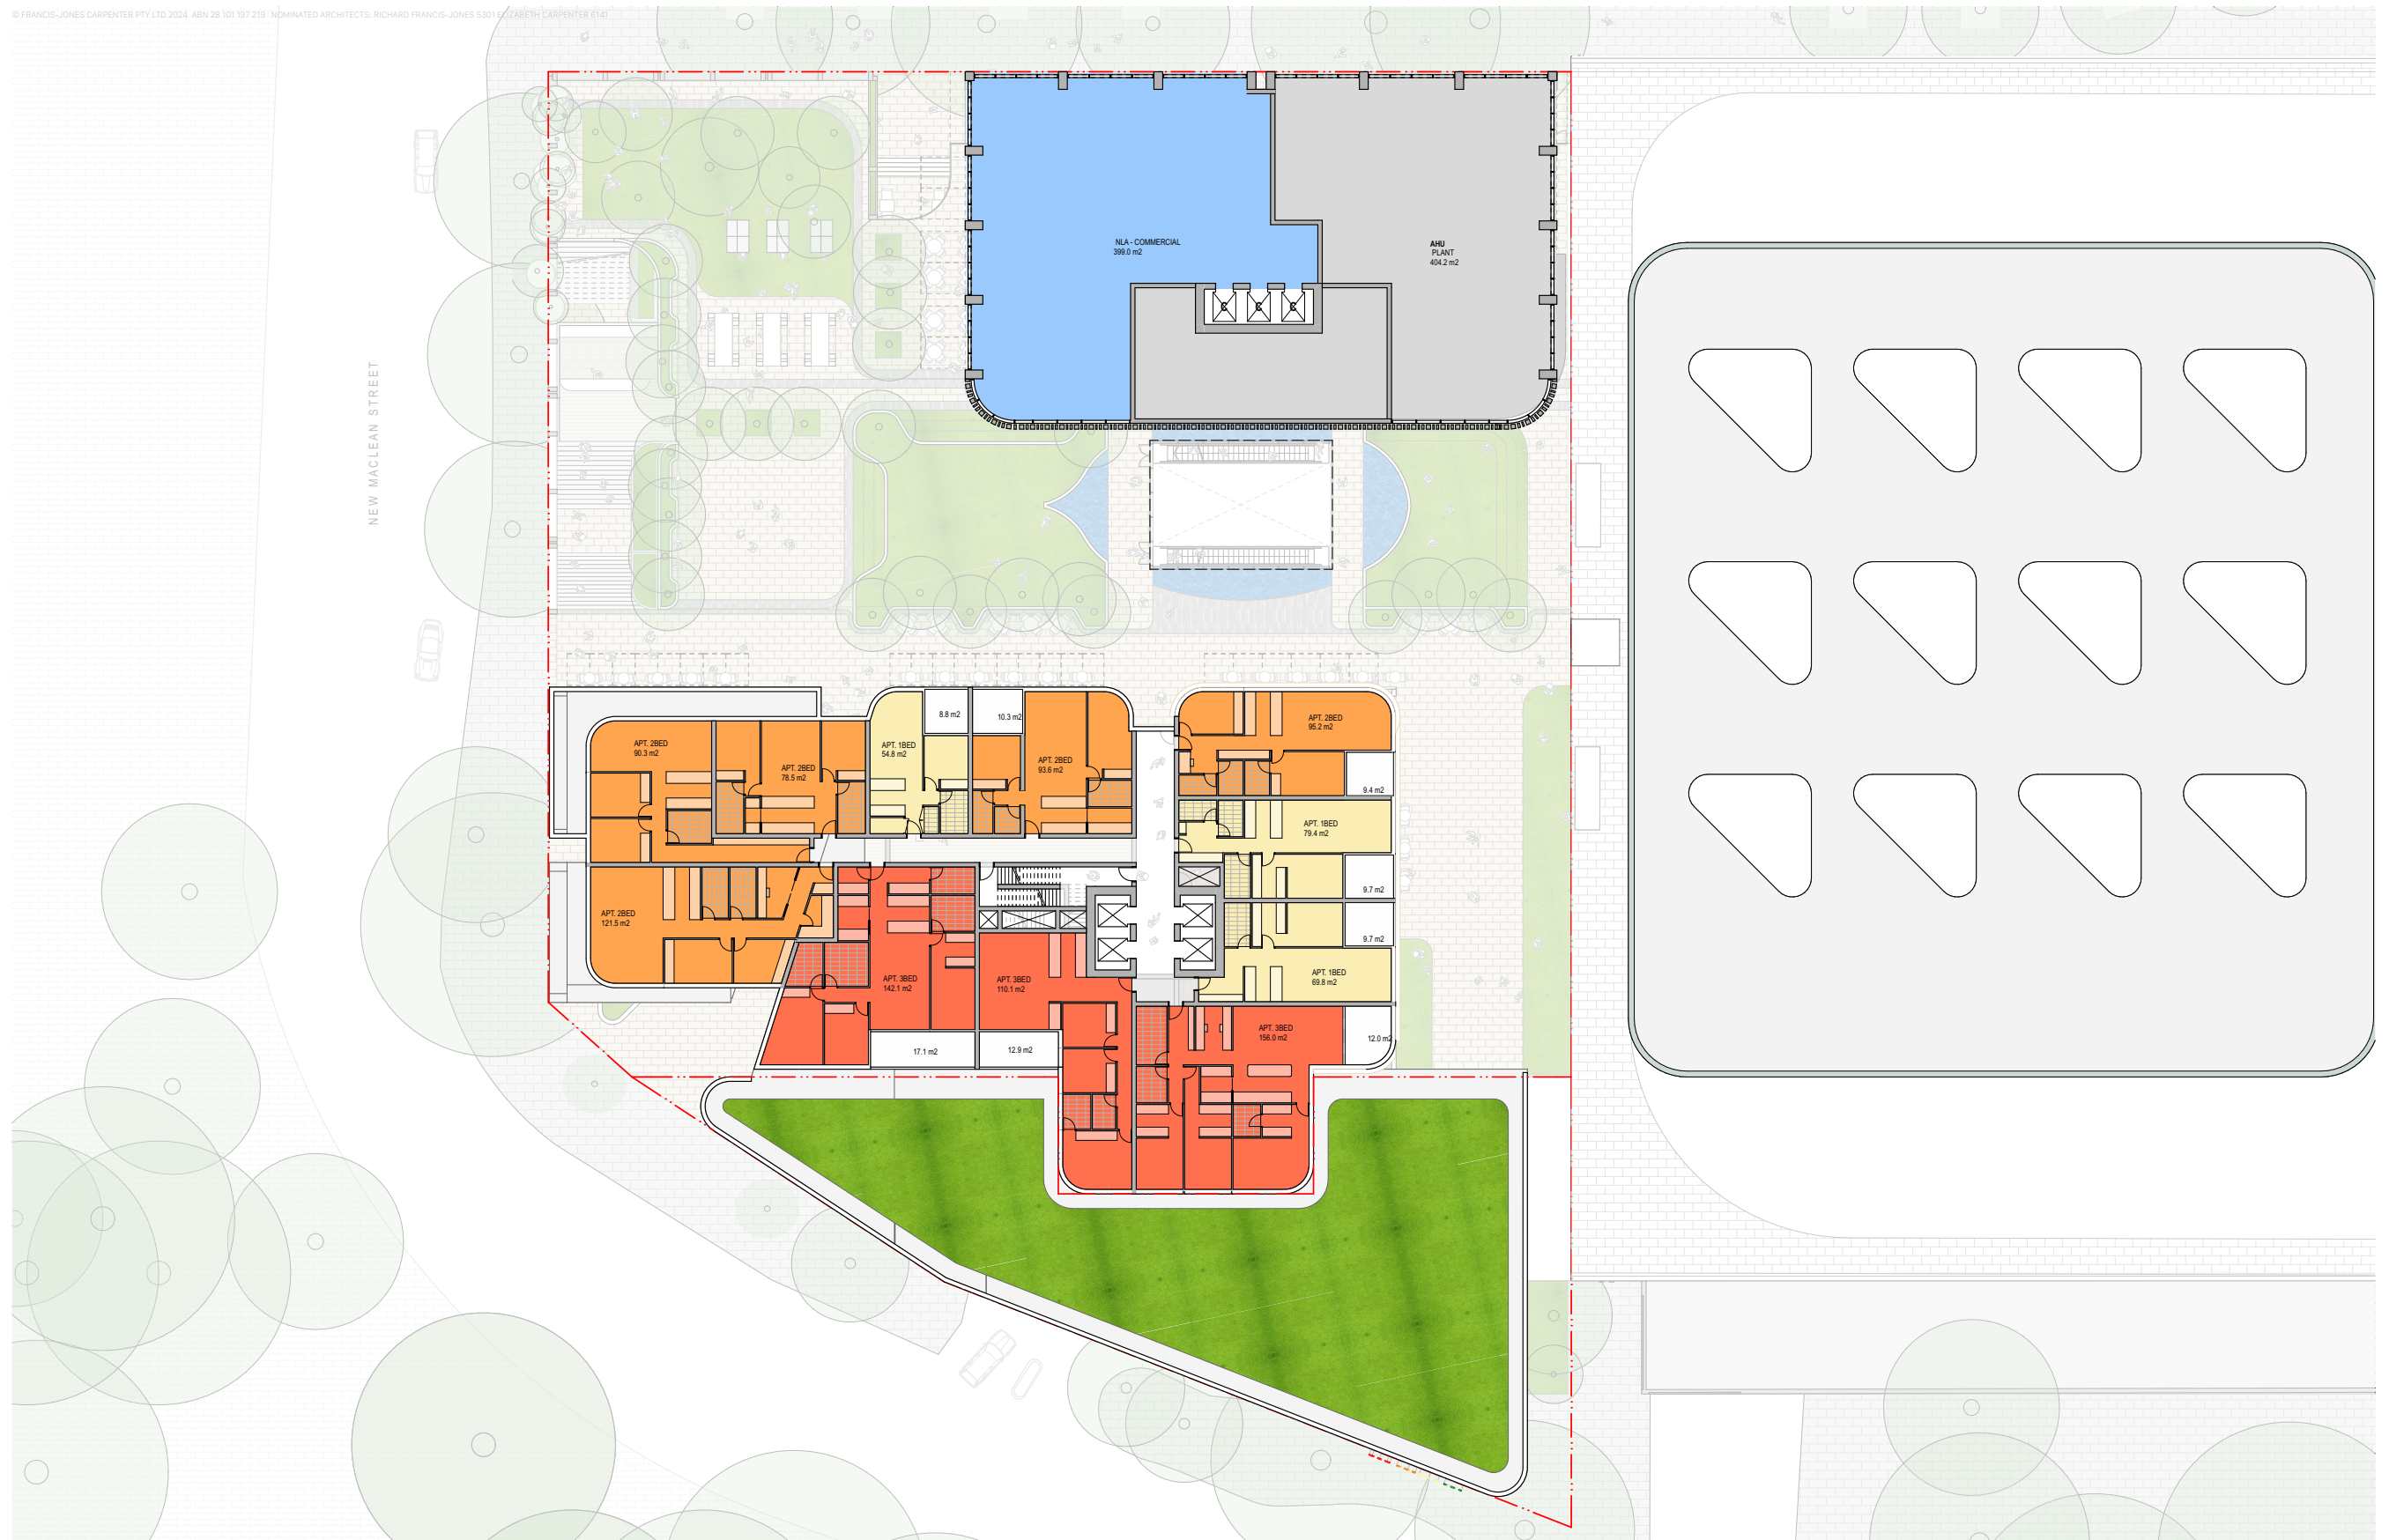 © FRANCIS-JONES CARPENTER PTY LTD 2024 ABN 28 101 197 219 NOMINATED ARCHITECTS: RICHARD FRANCIS-JONES 5301 ELIZABETH CARPENTER 6141
NEW MACLEAN STREET
NLA - COMMERCIAL
399.0 m2
AHU
PLANT
404.2 m2
C
C
C
8.8 m2
10.3 m2
APT. 2BED
90.3 m2
APT. 2BED
78.5 m2
APT. 1BED
54.8 m2
APT. 2BED
93.6 m2
APT. 2BED
95.2 m2
9.4 m2
APT. 1BED
79.4 m2
9.7 m2
APT. 2BED
121.5 m2
9.7 m2
APT. 3BED
142.1 m2
APT. 3BED
110.1 m2
APT. 1BED
69.8 m2
APT. 3BED
156.0 m2
12.0 m2
17.1 m2
12.9 m2